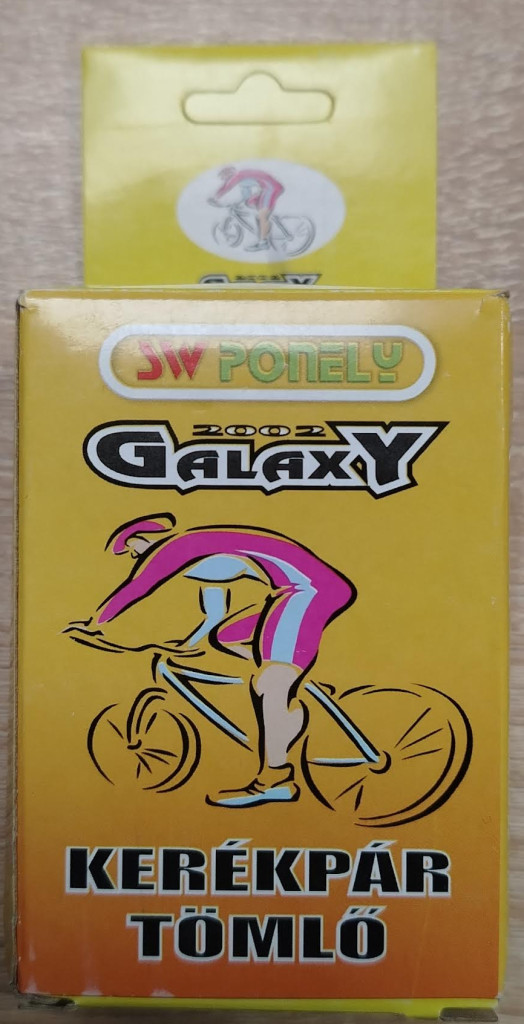 SW PONELY
2002
GALAXY
KERÉKPÁR
TÖMLŐ